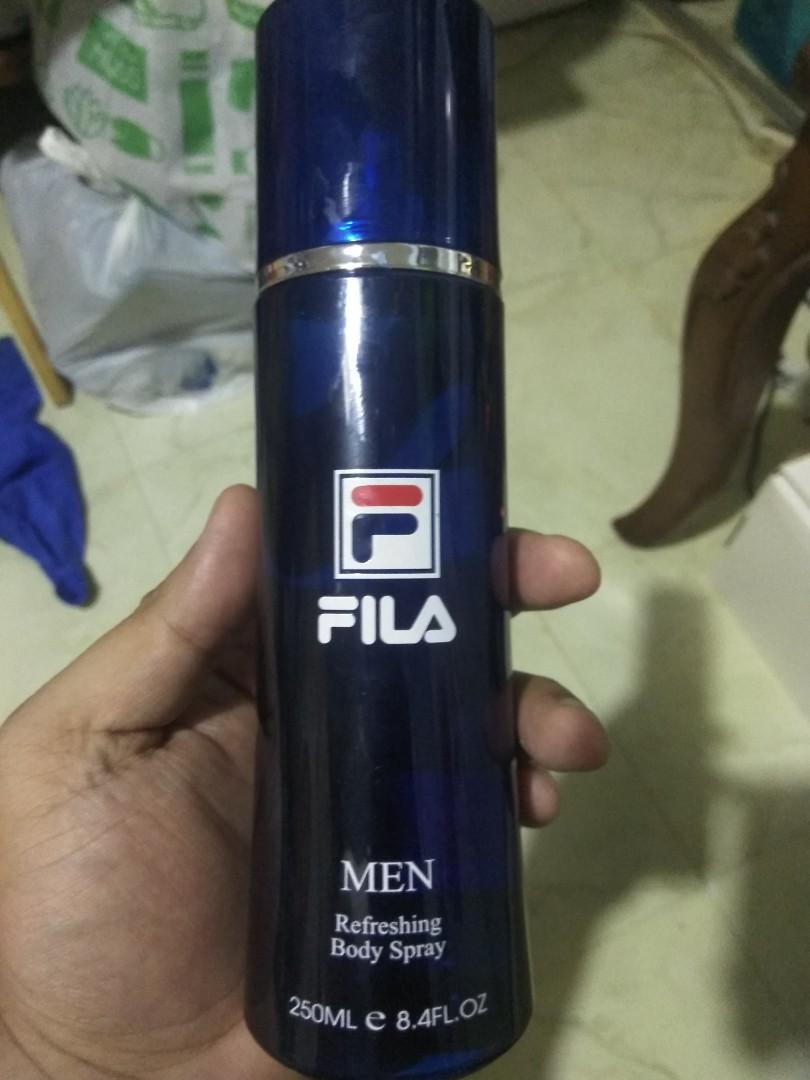 FILA
MEN
Refreshing
Body Spray
250ML e 8.4FL.OZ